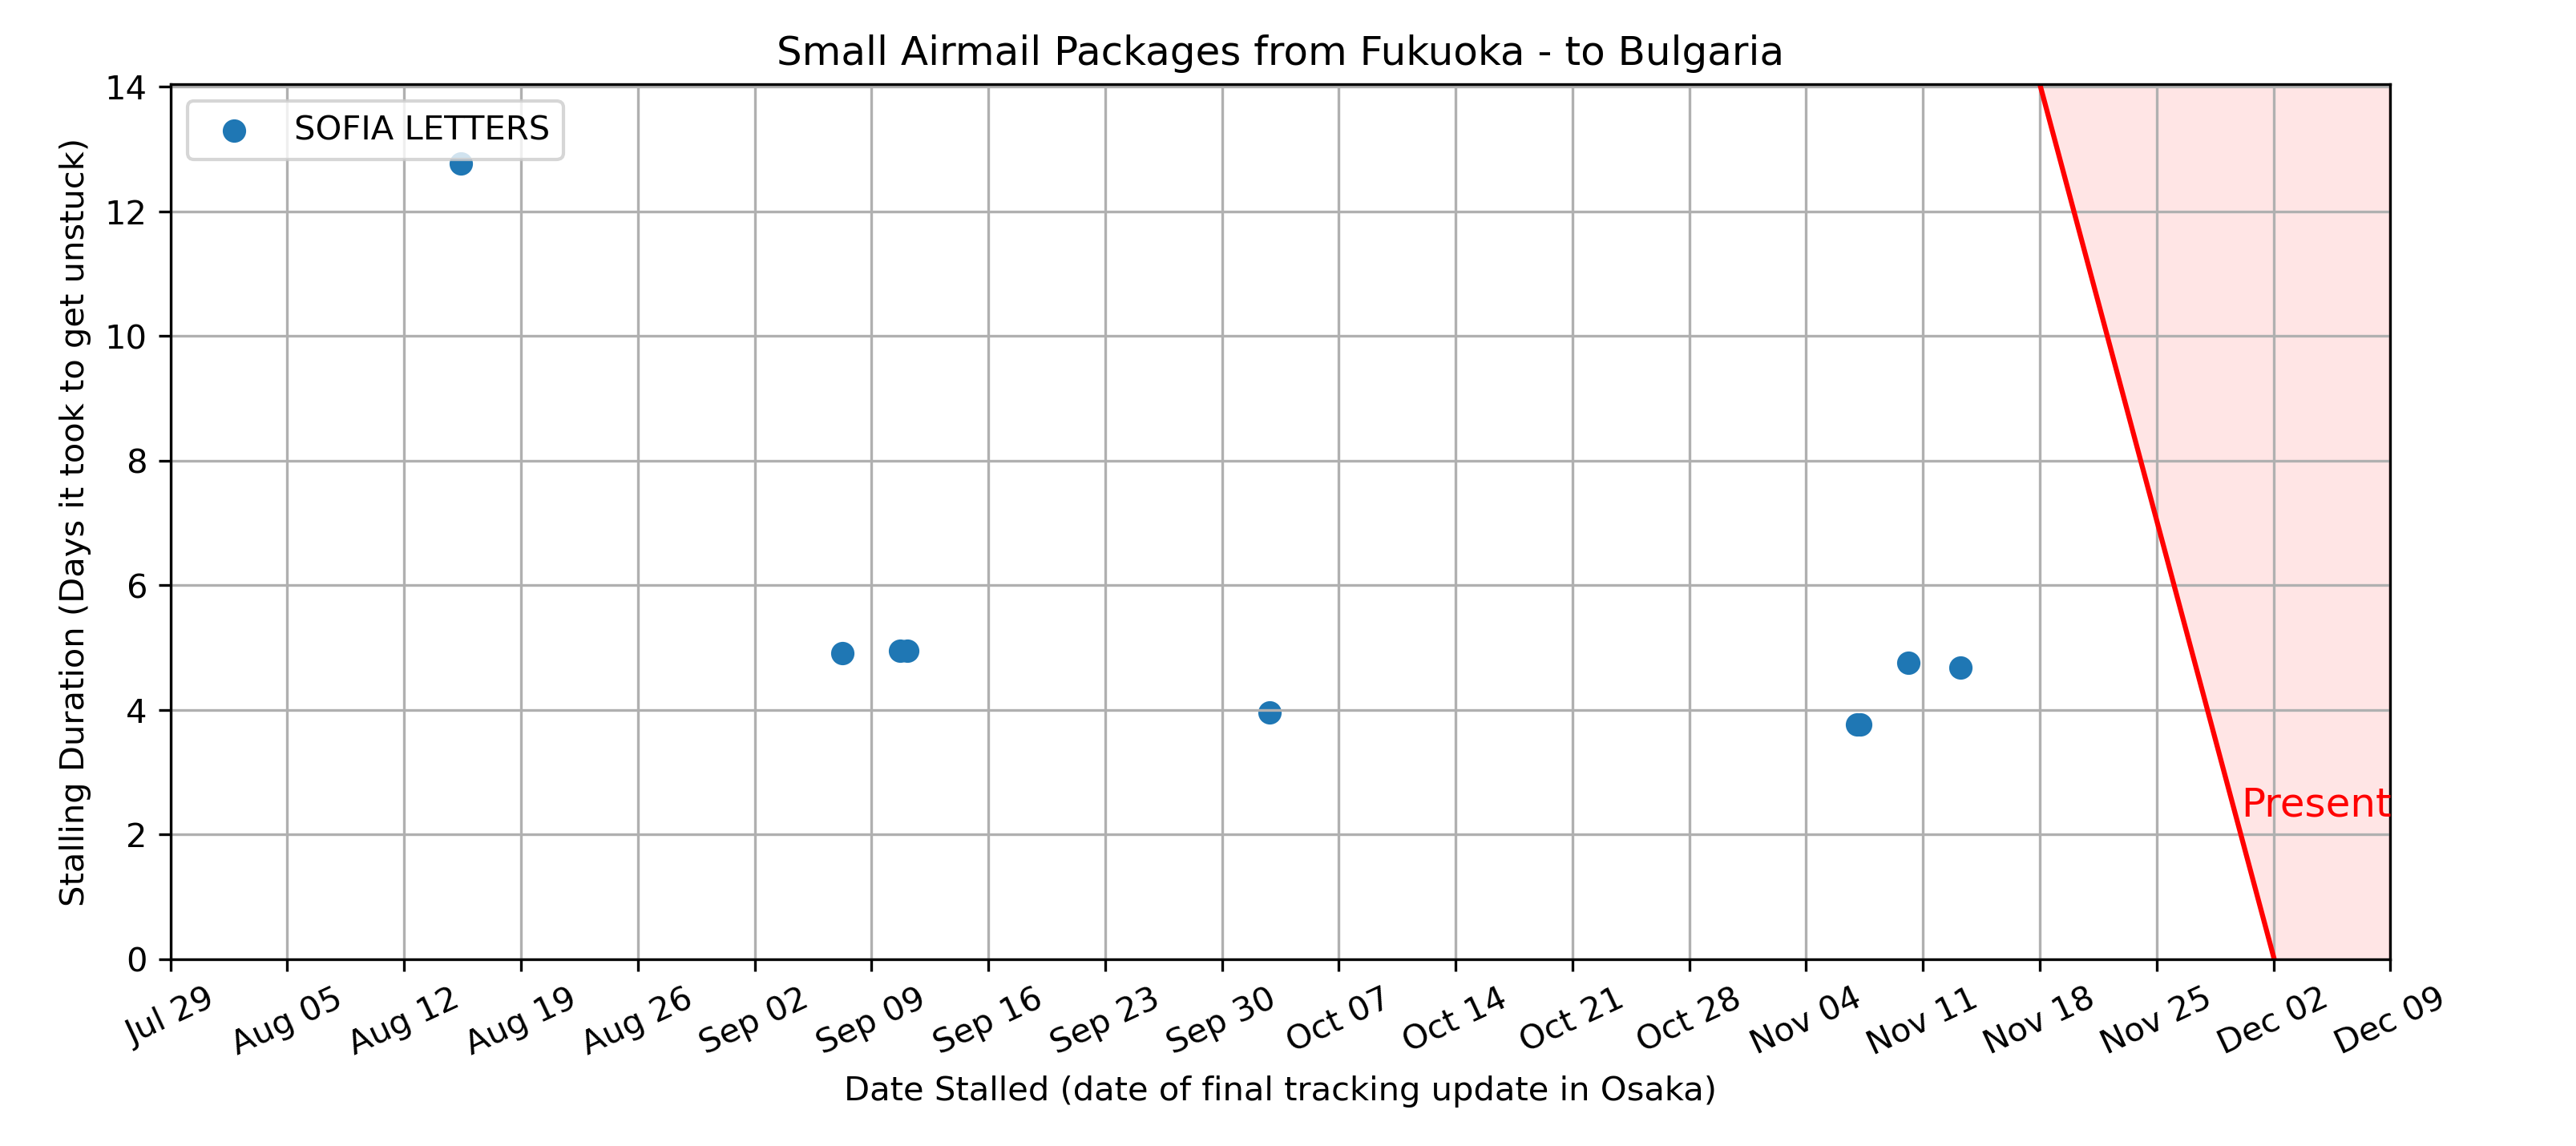 Small Airmail Packages from Fukuoka - to Bulgaria
SOFIA LETTERS
Stalling Duration (Days it took to get unstuck)
14
12
10
8
6
4
2
0
Present
Jul 29
Aug 05
Aug 12
Aug 19
Aug 26
Sep 02
Sep 09
Sep 16
Sep 23
Sep 30
Oct 07
Oct 14
Oct 21
Oct 28
Nov 04
Nov 11
Nov 18
Nov 25
Dec 02
Dec 09
Date Stalled (date of final tracking update in Osaka)